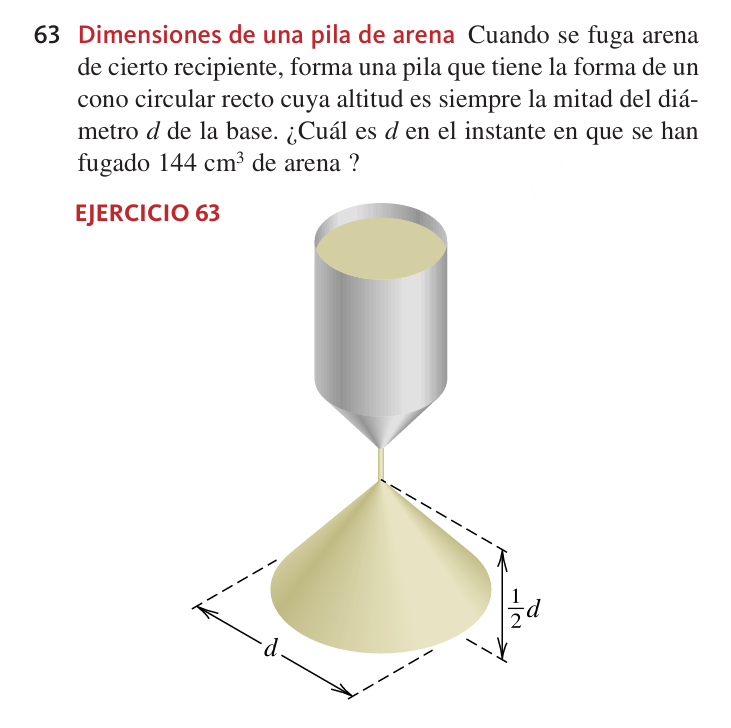 63 Dimensiones de una pila de arena Cuando se fuga arena
de cierto recipiente, forma una pila que tiene la forma de un
cono circular recto cuya altitud es siempre la mitad del diá-
metro d de la base. ¿Cuál es d en el instante en que se han
fugado 144 cm³ de arena ?
EJERCICIO 63
½d
d